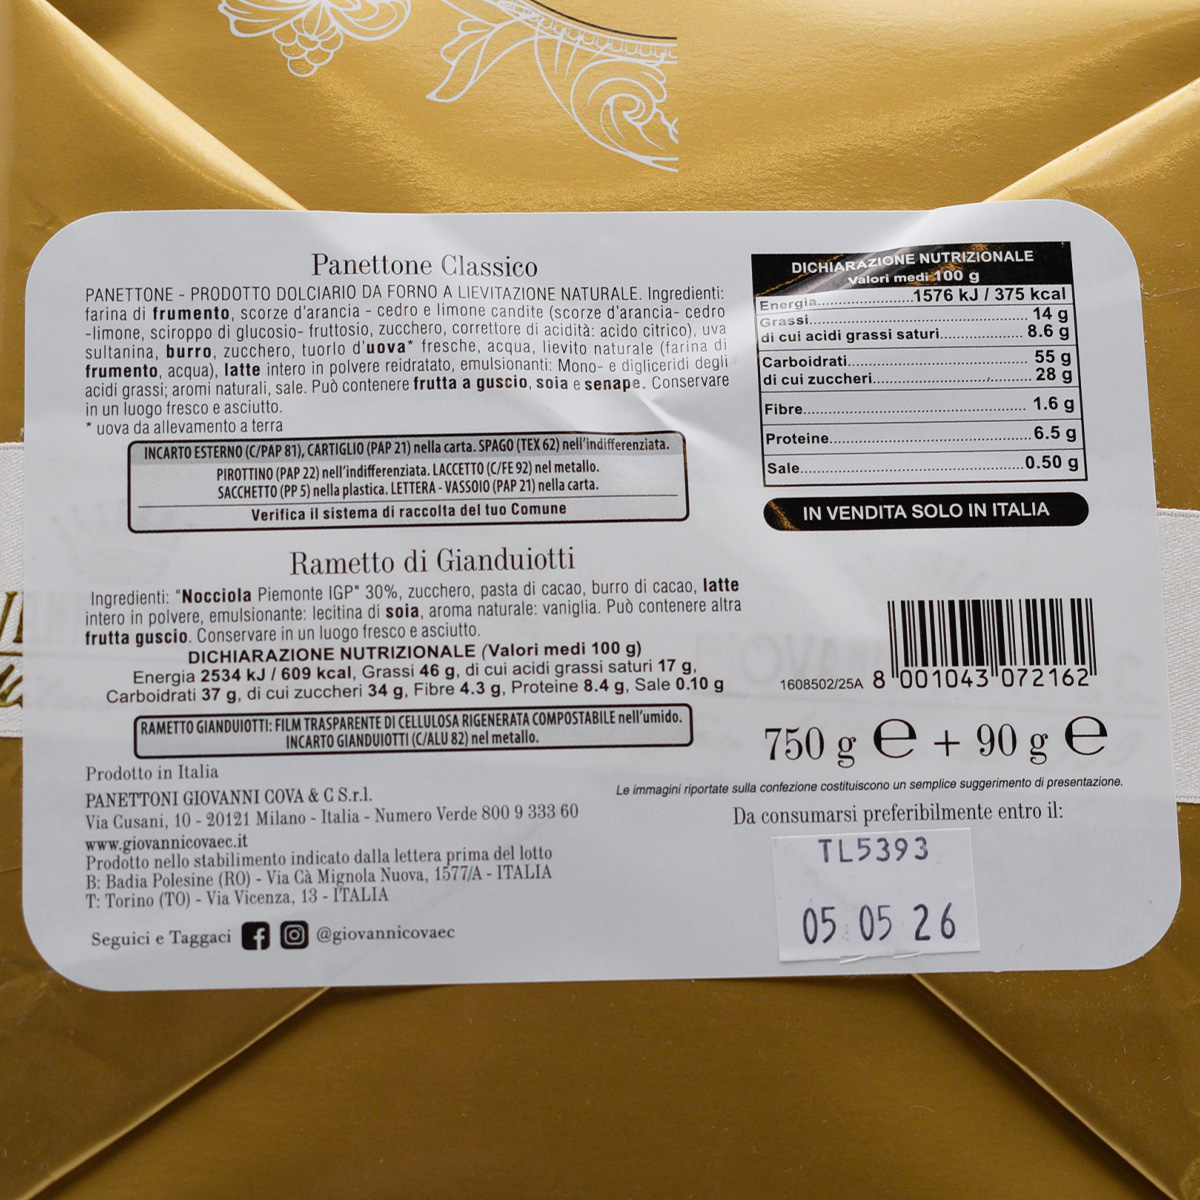 Panettone Classico
PANETTONE - PRODOTTO DOLCIARIO DA FORNO A LIEVITAZIONE NATURALE. Ingredienti:
farina di frumento, scorze d'arancia - cedro e limone candite (scorze d'arancia- cedro
-limone, sciroppo di glucosio- fruttosio, zucchero, correttore di acidità: acido citrico), uva
sultanina, burro, zucchero, tuorlo d'uova* fresche, acqua, lievito naturale (farina di
frumento, acqua), latte intero in polvere reidratato, emulsionanti: Mono- e digliceridi degli
acidi grassi; aromi naturali, sale. Può contenere frutta a guscio, soia e senape. Conservare
in un luogo fresco e asciutto.
* uova da allevamento a terra
INCARTO ESTERNO (C/PAP 81), CARTIGLIO (PAP 21) nella carta. SPAGO (TEX 62) nell'indifferenziata.
PIROTTINO (PAP 22) nell'indifferenziata. LACCETTO (C/FE 92) nel metallo.
SACCHETTO (PP 5) nella plastica. LETTERA - VASSOIO (PAP 21) nella carta.
Verifica il sistema di raccolta del tuo Comune
DICHIARAZIONE NUTRIZIONALE
Valori medi 100 g
Energia..................1576 kJ / 375 kcal
Grassi.......................................... 14 g
di cui acidi grassi saturi............... 8.6 g
Carboidrati................................... 55 g
di cui zuccheri............................. 28 g
Fibre........................................... 1.6 g
Proteine.......................................6.5 g
Sale...........................................0.50 g
IN VENDITA SOLO IN ITALIA
Rametto di Gianduiotti
Ingredienti: "Nocciola Piemonte IGP" 30%, zucchero, pasta di cacao, burro di cacao, latte
intero in polvere, emulsionante: lecitina di soia, aroma naturale: vaniglia. Può contenere altra
frutta guscio. Conservare in un luogo fresco e asciutto.
DICHIARAZIONE NUTRIZIONALE (Valori medi 100 g)
Energia 2534 kJ / 609 kcal, Grassi 46 g, di cui acidi grassi saturi 17 g,
Carboidrati 37 g, di cui zuccheri 34 g, Fibre 4.3 g, Proteine 8.4 g, Sale 0.10 g
RAMETTO GIANDUIOTTI: FILM TRASPARENTE DI CELLULOSA RIGENERATA COMPOSTABILE nell'umido.
INCARTO GIANDUIOTTI (C/ALU 82) nel metallo.
1608502/25A 8 001043 072162
750 g e + 90 g e
Le immagini riportate sulla confezione costituiscono un semplice suggerimento di presentazione.
Da consumarsi preferibilmente entro il:
TL5393
05 05 26
Prodotto in Italia
PANETTONI GIOVANNI COVA & C S.r.l.
Via Cusani, 10 - 20121 Milano - Italia - Numero Verde 800 9 333 60
www.giovannicovaec.it
Prodotto nello stabilimento indicato dalla lettera prima del lotto
B: Badia Polesine (RO) - Via Cà Mignola Nuova, 1577/A - ITALIA
T: Torino (TO) - Via Vicenza, 13 - ITALIA
Seguici e Taggaci @giovannicovaec